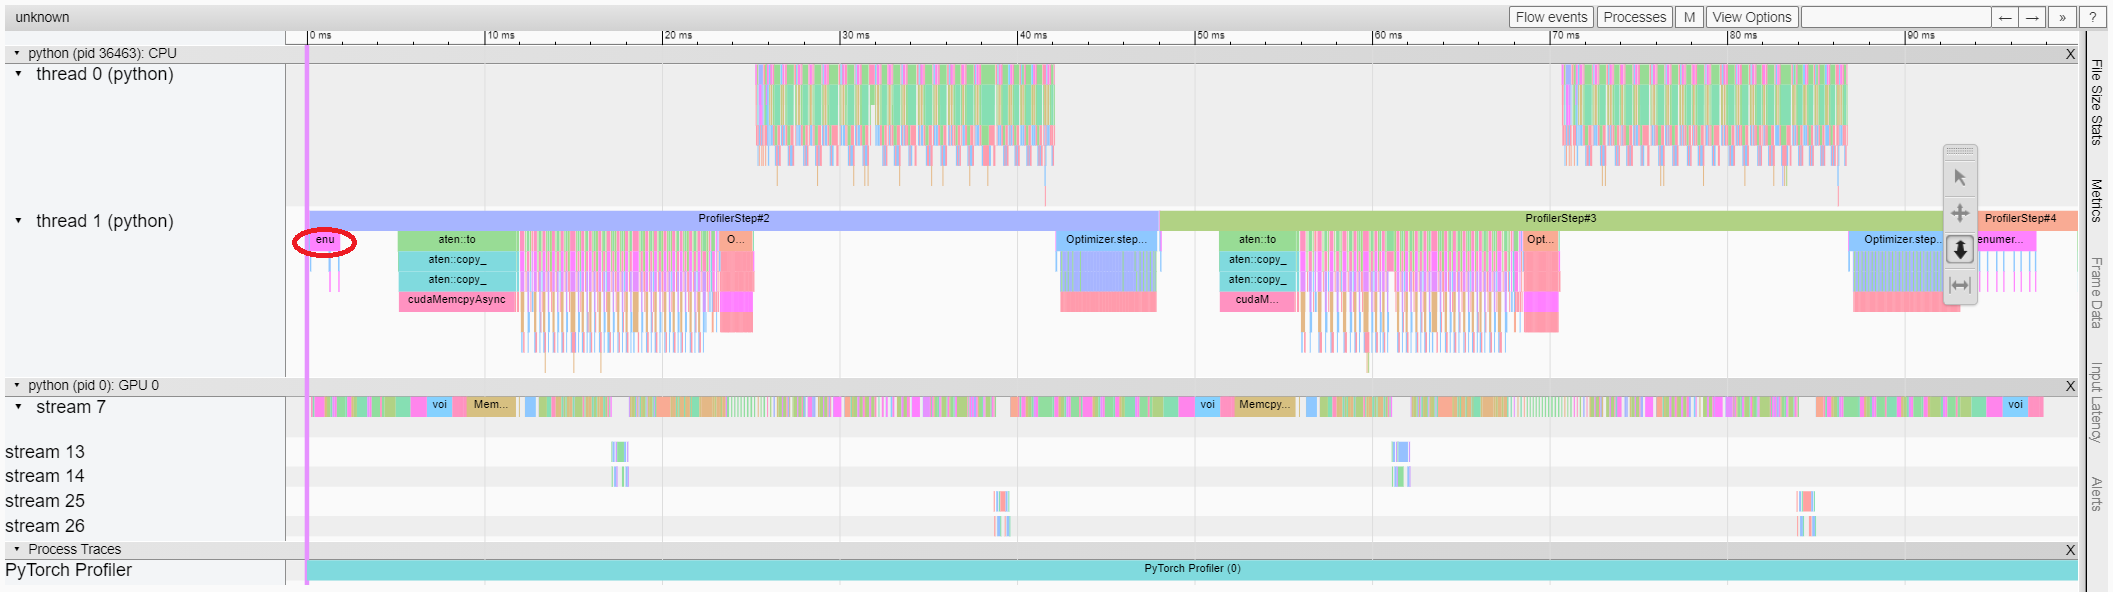 unknown
Flow events Processes M View Options ← → » ?
0 ms 10 ms 20 ms 30 ms 40 ms 50 ms 60 ms 70 ms 80 ms 90 ms
python (pid 36463): CPU X
thread 0 (python)
thread 1 (python)
ProfilerStep#2 ProfilerStep#3 ProfilerStep#4
enu aten::to O... Optimizer.step... aten::to Opt... Optimizer.step... enumer...
aten::copy_ aten::copy_
aten::copy_ aten::copy_
cudaMemcpyAsync cudaM...
python (pid 0): GPU 0 X
stream 7 voi Mem... voi Memcpy... voi
stream 13
stream 14
stream 25
stream 26
Process Traces X
PyTorch Profiler PyTorch Profiler (0)
File Size Stats
Metrics
Frame Data
Input Latency
Alerts